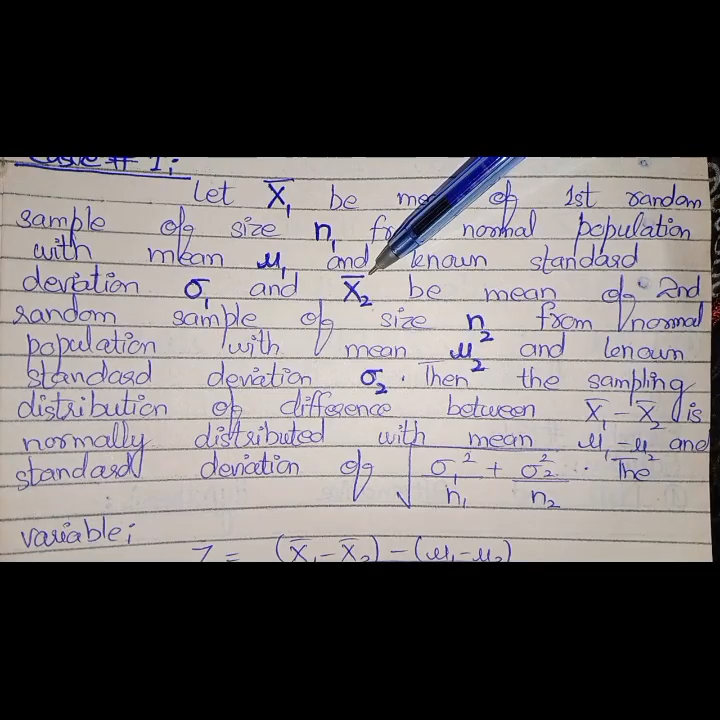 Case # 1;
Let X̄₁ be me of 1st random
sample of size n₁ normal population
with mean μ₁ and known standard
deviation σ₁ and X̄₂ be mean of 2nd
random sample of size n₂ from normal
population with mean μ₂ and known
standard deviation σ₂. Then the sampling
distribution of difference between X̄₁ - X̄₂ is
normally distributed with mean μ₁ - μ₂ and
standard deviation of √(σ₁²/n₁ + σ₂²/n₂). The
variable;
Z = (X̄₁ - X̄₂) - (μ₁ - μ₂)